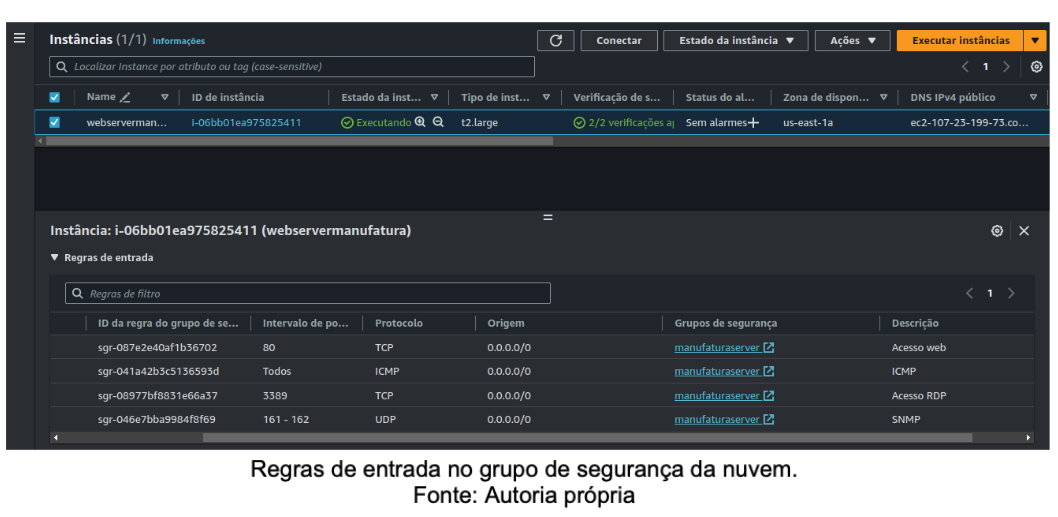 Instâncias (1/1) Informações
Conectar
Estado da instância
Ações
Executar instâncias
Localizar Instance por atributo ou tag (case-sensitive)
1
Name ID de instância Estado da inst... Tipo de inst... Verificação de s... Status do al... Zona de dispon... DNS IPv4 público
webserverman... i-06bb01ea975825411 Executando t2.large 2/2 verificações Sem alarmes us-east-1a ec2-107-23-199-73.co...
Instância: i-06bb01ea975825411 (webservermanufatura)
Regras de entrada
Regras de filtro
1
ID da regra do grupo de se... Intervalo de po... Protocolo Origem Grupos de segurança Descrição
sgr-087e2e40af1b36702 80 TCP 0.0.0.0/0 manufaturaserver Acesso web
sgr-041a42b3c5136593d Todos ICMP 0.0.0.0/0 manufaturaserver ICMP
sgr-08977bf8831e66a37 3389 TCP 0.0.0.0/0 manufaturaserver Acesso RDP
sgr-046e7bba9984f8f69 161 - 162 UDP 0.0.0.0/0 manufaturaserver SNMP
Regras de entrada no grupo de segurança da nuvem.
Fonte: Autoria própria